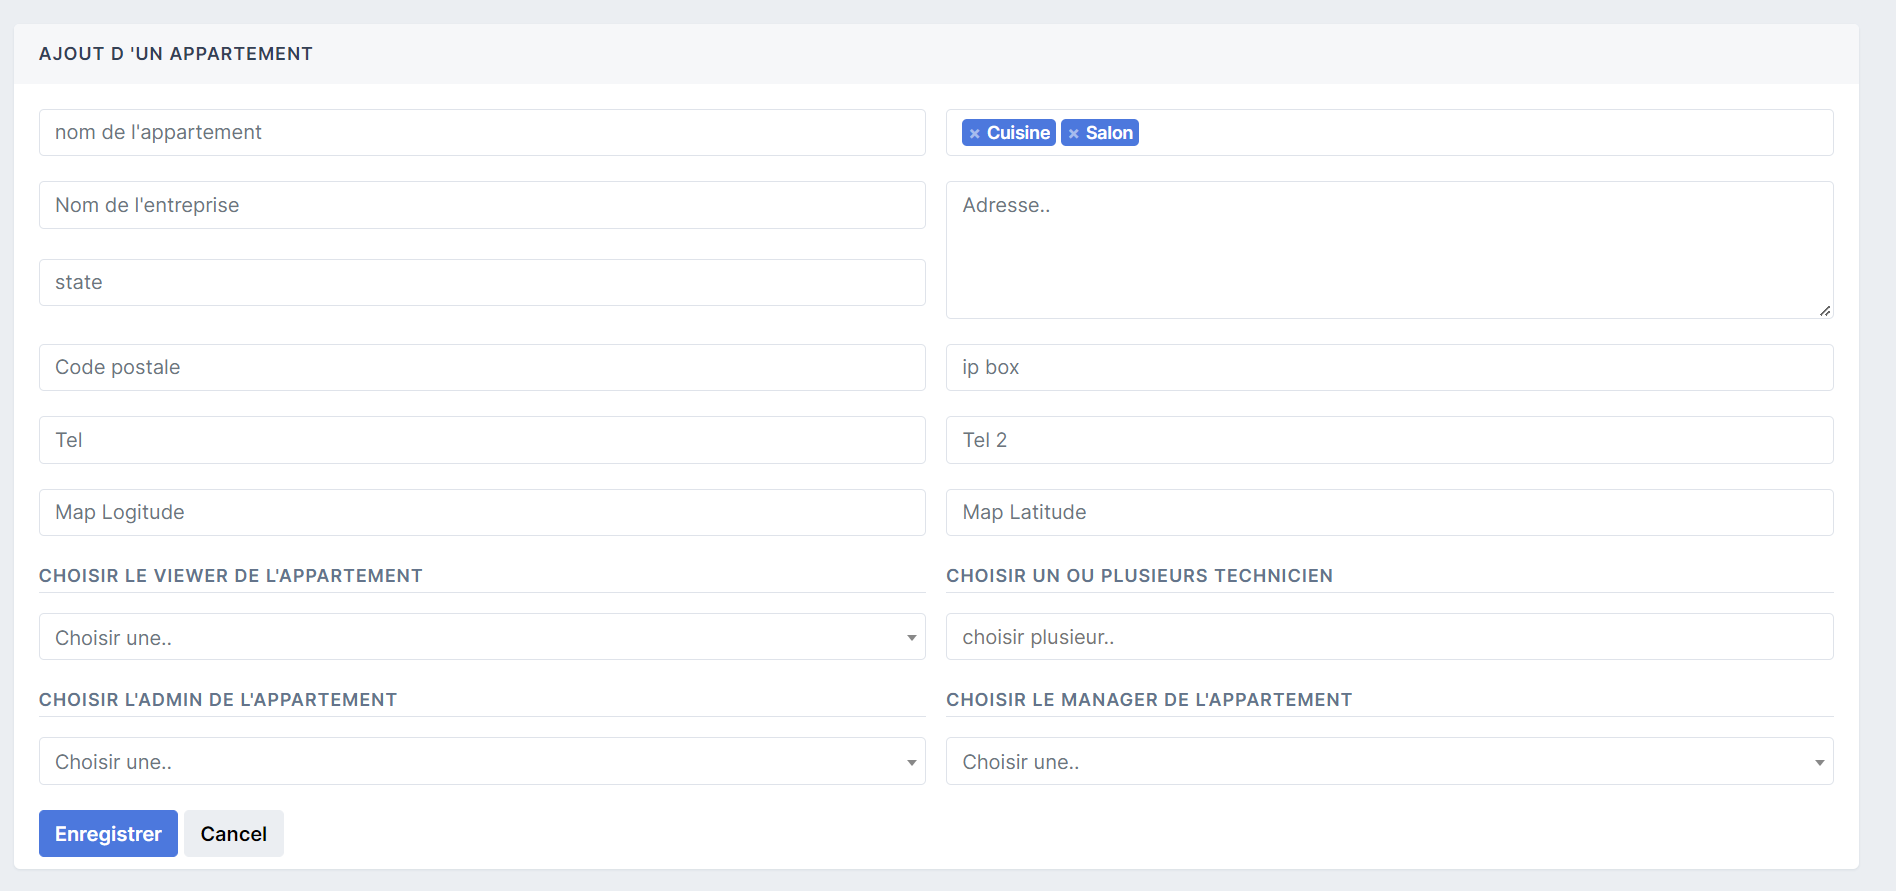 AJOUT D 'UN APPARTEMENT
nom de l'appartement
× Cuisine × Salon
Nom de l'entreprise
Adresse..
state
Code postale
ip box
Tel
Tel 2
Map Logitude
Map Latitude
CHOISIR LE VIEWER DE L'APPARTEMENT
CHOISIR UN OU PLUSIEURS TECHNICIEN
Choisir une..
choisir plusieur..
CHOISIR L'ADMIN DE L'APPARTEMENT
CHOISIR LE MANAGER DE L'APPARTEMENT
Choisir une..
Choisir une..
Enregistrer
Cancel